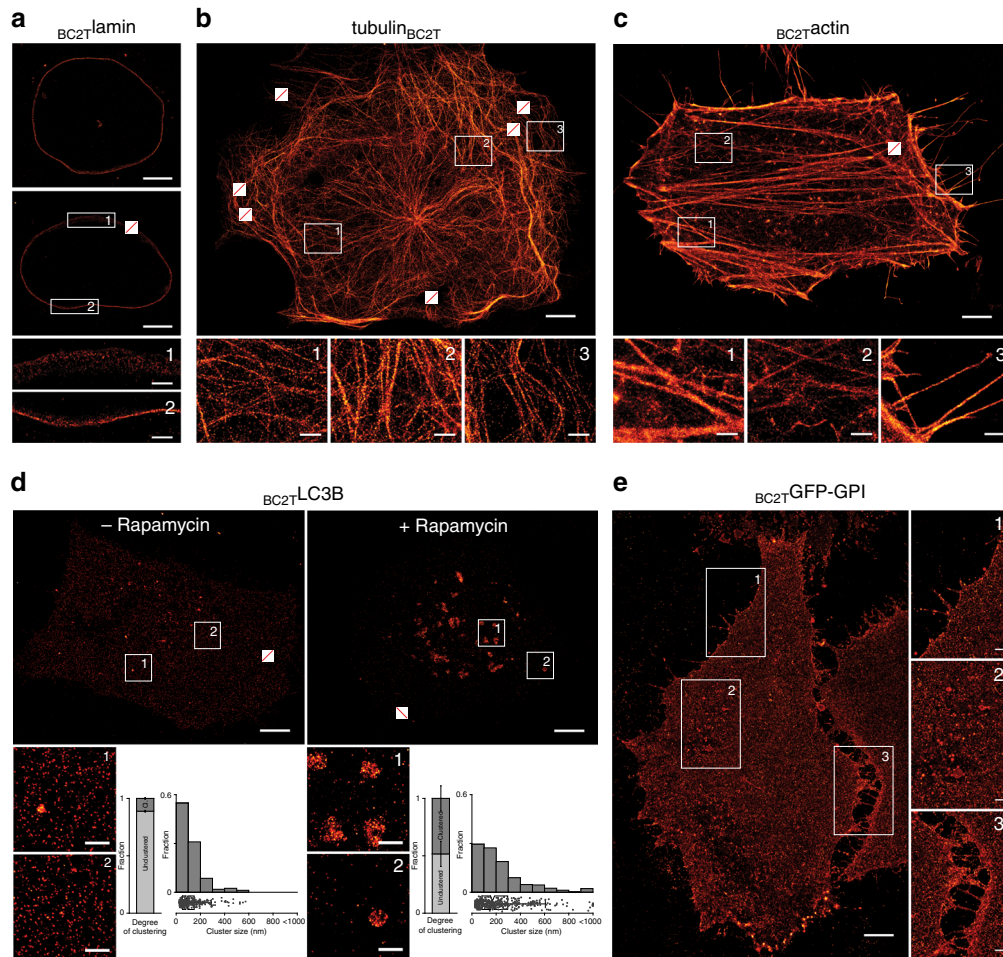 a
BC2Tlamin
1
2
1
2
b
tubulinBC2T
1
2
3
1
2
3
c
BC2Tactin
1
2
3
1
2
3
d
BC2TLC3B
– Rapamycin
1
2
+ Rapamycin
1
2
1
2
Fraction
1
0
Unclustered
Cl.
Degree
of clustering
Fraction
0.6
0
0 200 400 600 800 <1000
Cluster size (nm)
1
2
Fraction
1
0
Unclustered
Clustered
Degree
of clustering
Fraction
0.6
0
0 200 400 600 800 <1000
Cluster size (nm)
e
BC2TGFP-GPI
1
2
3
1
2
3